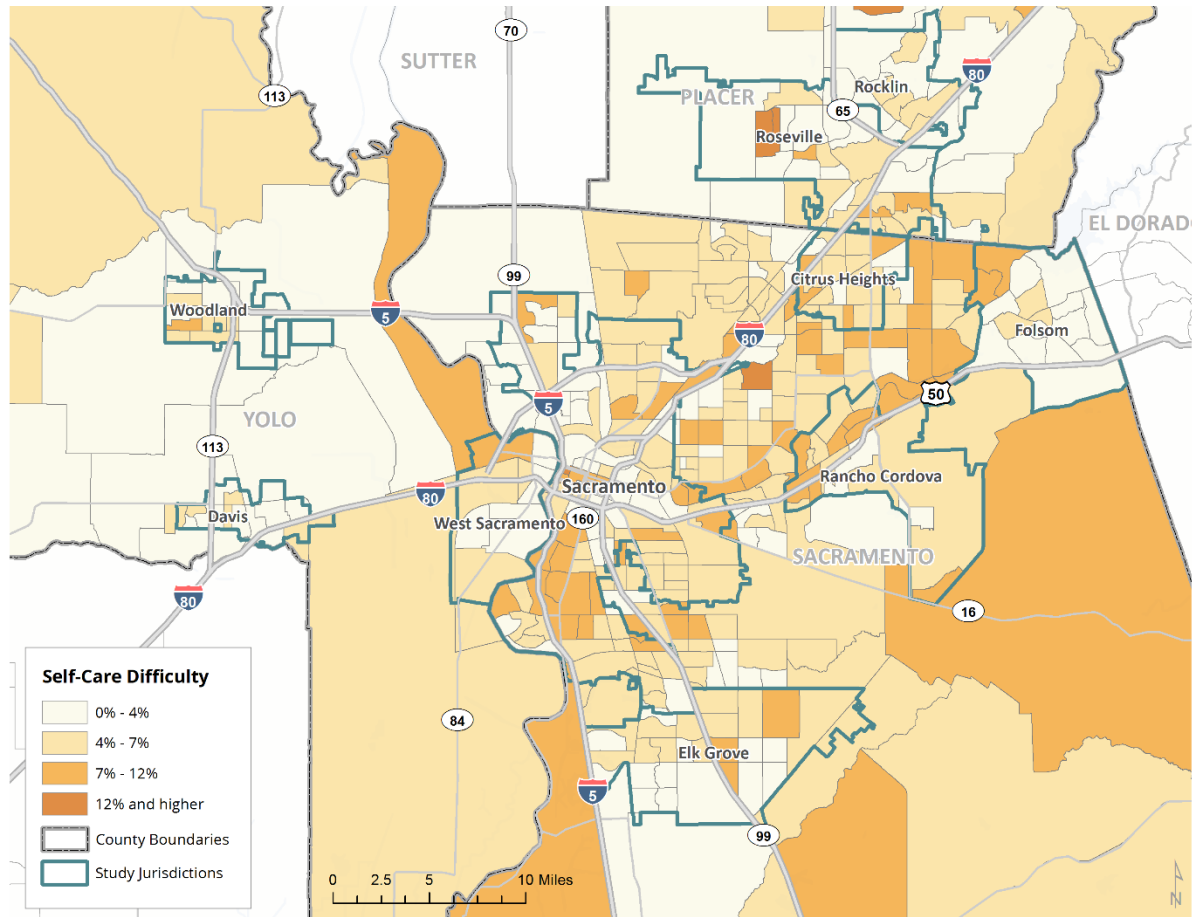 70
SUTTER
80
113
PLACER
Rocklin
65
Roseville
EL DORADO
99
Citrus Heights
Woodland
5
80
Folsom
50
5
YOLO
113
Rancho Cordova
Sacramento
80
Davis
West Sacramento
160
SACRAMENTO
80
16
Self-Care Difficulty
0% - 4%
4% - 7%
7% - 12%
12% and higher
County Boundaries
Study Jurisdictions
84
Elk Grove
5
99
0 2.5 5 10 Miles
N